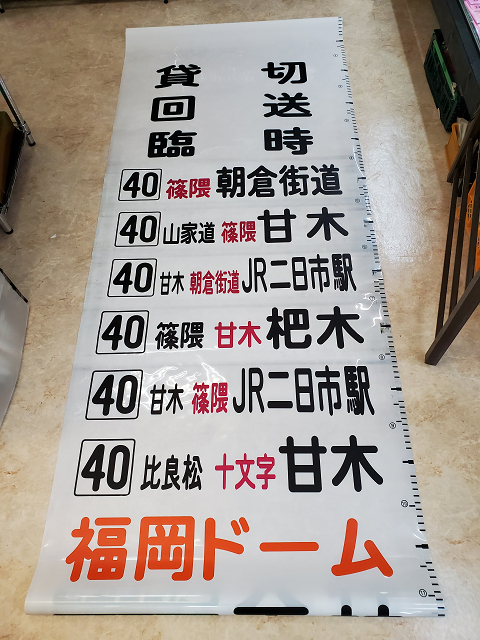 貸切
回送
臨時
40 篠隈 朝倉街道
40 山家道 篠隈 甘木
40 甘木 朝倉街道 JR二日市駅
40 篠隈 甘木 杷木
40 甘木 篠隈 JR二日市駅
40 比良松 十文字 甘木
福岡ドーム